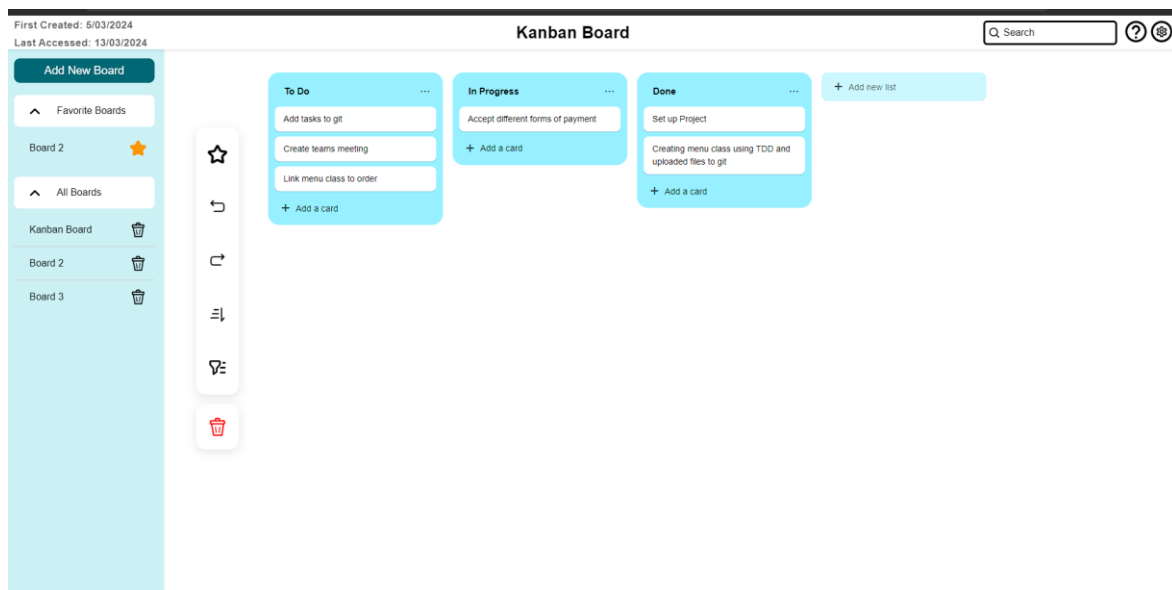 First Created: 5/03/2024
Last Accessed: 13/03/2024
Kanban Board
Search
Add New Board
Favorite Boards
Board 2
All Boards
Kanban Board
Board 2
Board 3
To Do
Add tasks to git
Create teams meeting
Link menu class to order
+ Add a card
In Progress
Accept different forms of payment
+ Add a card
Done
Set up Project
Creating menu class using TDD and
uploaded files to git
+ Add a card
+ Add new list